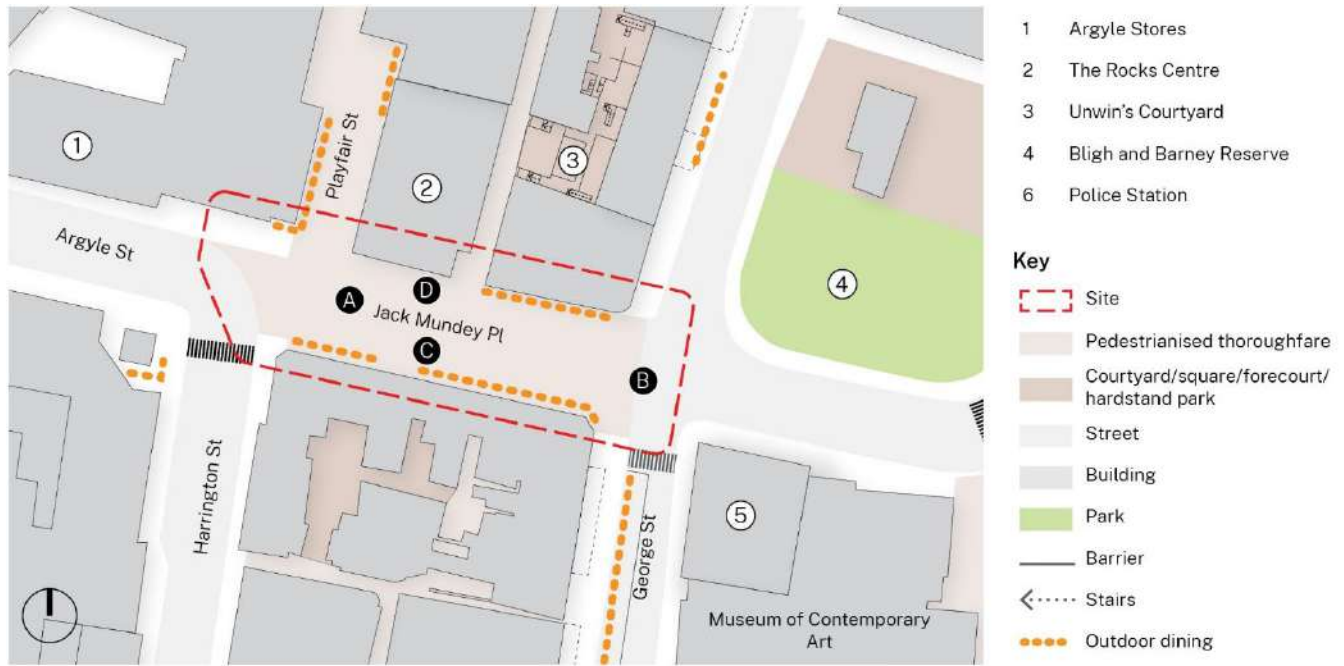 1 Argyle Stores
2 The Rocks Centre
3 Unwin's Courtyard
4 Bligh and Barney Reserve
6 Police Station
Key
Site
Pedestrianised thoroughfare
Courtyard/square/forecourt/
hardstand park
Street
Building
Park
Barrier
Stairs
Outdoor dining
1
Playfair St
2
3
Argyle St
4
A
D
Jack Mundey Pl
C
B
Harrington St
George St
5
Museum of Contemporary
Art